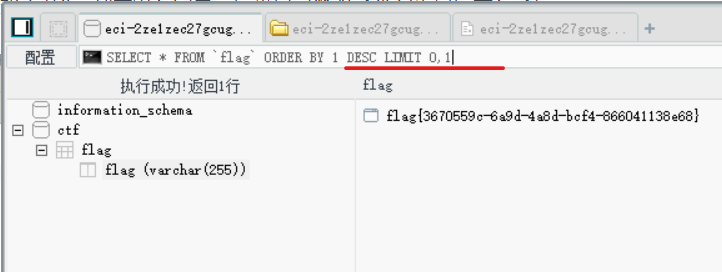 eci-2ze1zec27gcug... eci-2ze1zec27gcug... eci-2ze1zec27gcug... +
配置 SELECT * FROM `flag` ORDER BY 1 DESC LIMIT 0,1
执行成功!返回1行 flag
information_schema flag{3670559c-6a9d-4a8d-bcf4-866041138e68}
ctf
flag
flag (varchar(255))